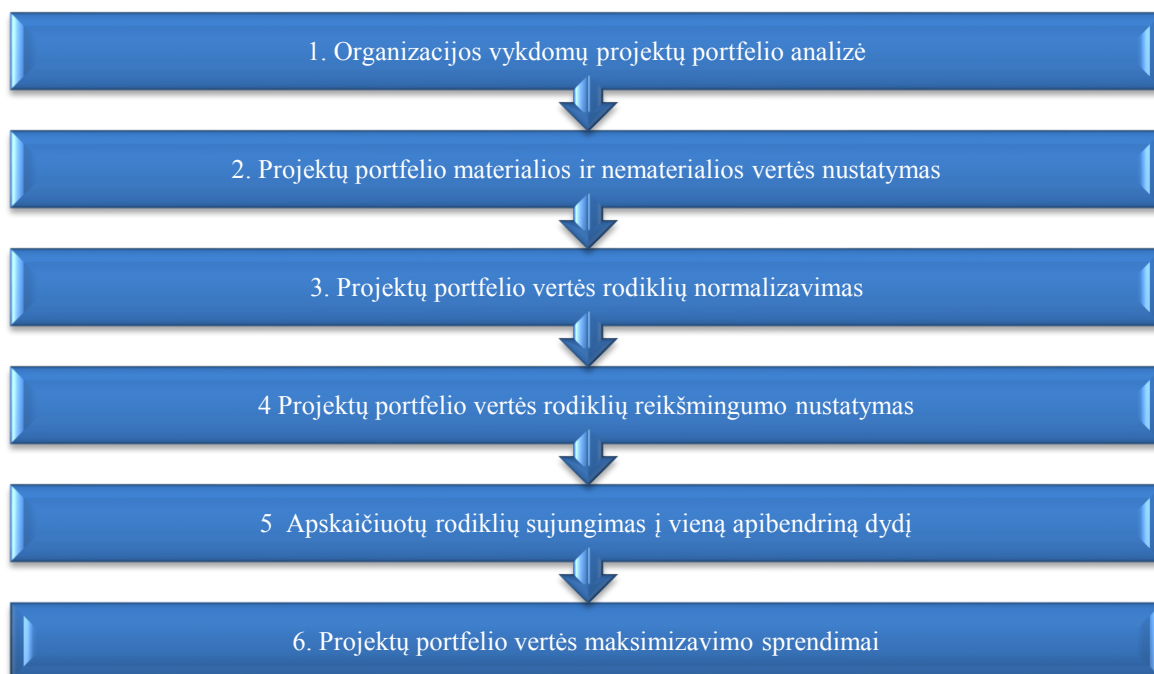 1. Organizacijos vykdomų projektų portfelio analizė
2. Projektų portfelio materialios ir nematerialios vertės nustatymas
3. Projektų portfelio vertės rodiklių normalizavimas
4 Projektų portfelio vertės rodiklių reikšmingumo nustatymas
5 Apskaičiuotų rodiklių sujungimas į vieną apibendriną dydį
6. Projektų portfelio vertės maksimizavimo sprendimai